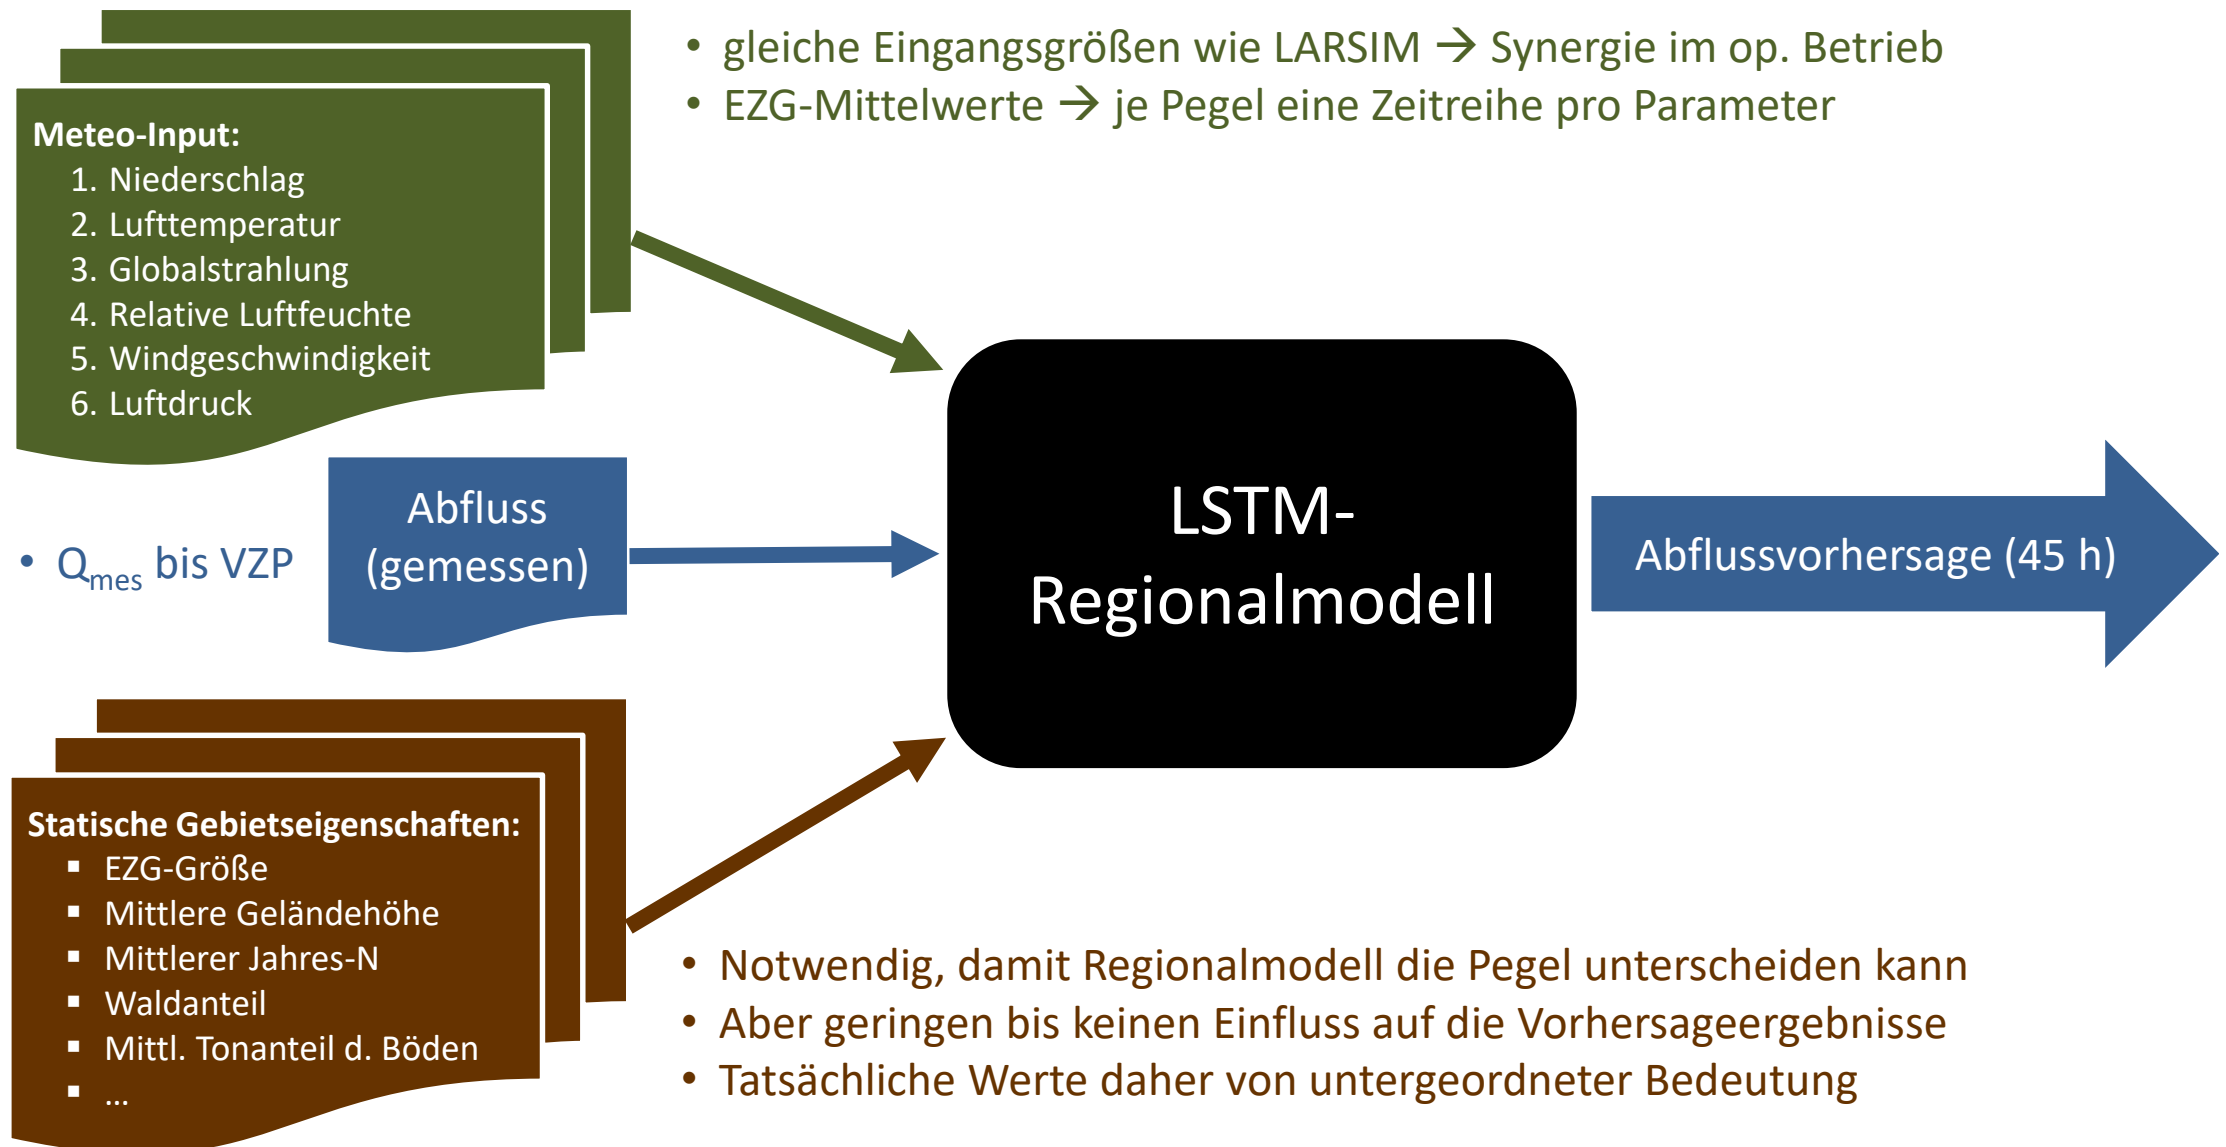 • gleiche Eingangsgrößen wie LARSIM → Synergie im op. Betrieb
• EZG-Mittelwerte → je Pegel eine Zeitreihe pro Parameter
Meteo-Input:
1. Niederschlag
2. Lufttemperatur
3. Globalstrahlung
4. Relative Luftfeuchte
5. Windgeschwindigkeit
6. Luftdruck
• Qmes bis VZP
Abfluss
(gemessen)
LSTM-
Regionalmodell
Abflussvorhersage (45 h)
Statische Gebietseigenschaften:
▪ EZG-Größe
▪ Mittlere Geländehöhe
▪ Mittlerer Jahres-N
▪ Waldanteil
▪ Mittl. Tonanteil d. Böden
▪ ...
• Notwendig, damit Regionalmodell die Pegel unterscheiden kann
• Aber geringen bis keinen Einfluss auf die Vorhersageergebnisse
• Tatsächliche Werte daher von untergeordneter Bedeutung